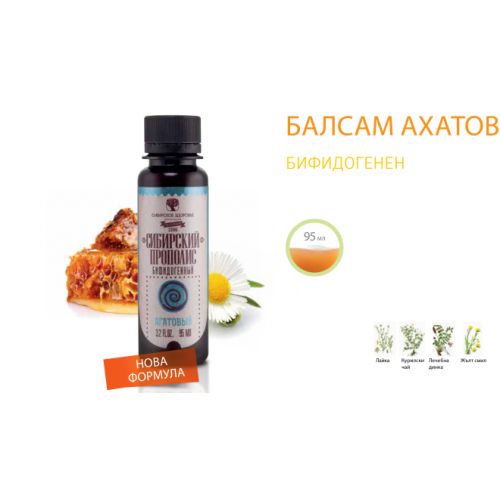 БАЛСАМ АХАТОВ
БИФИДОГЕНЕН
95 мл
СИБИРСКОЕ ЗДОРОВЬЕ
СИБИРСКИЙ
ПРОПОЛИС
БИФИДОГЕННЫЙ
АГАТОВЫЙ
3.2 FL.OZ. 95 МЛ
НОВА
ФОРМУЛА
Лайка
Курилски
чай
Лечебна
динка
Жълт смил